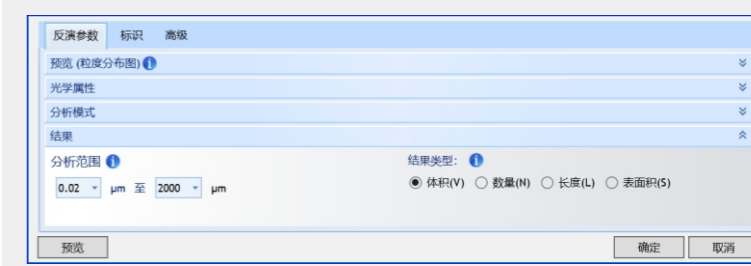 反演参数 标识 高级
预览 (粒度分布图)
光学属性
分析模式
结果
分析范围 结果类型:
0.02 μm 至 2000 μm 体积(V) 数量(N) 长度(L) 表面积(S)
预览 确定 取消